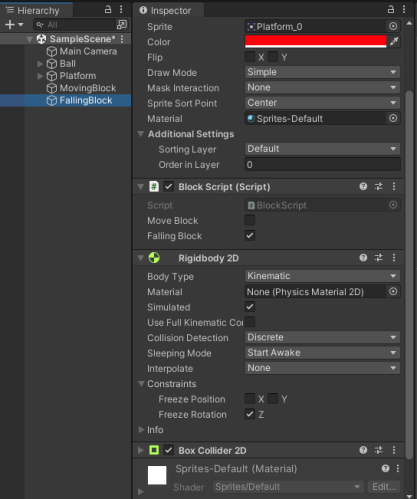 Hierarchy
All
SampleScene*
Main Camera
Ball
Platform
MovingBlock
FallingBlock
Inspector
Sprite Platform_0
Color
Flip X Y
Draw Mode Simple
Mask Interaction None
Sprite Sort Point Center
Material Sprites-Default
Additional Settings
Sorting Layer Default
Order in Layer 0
# Block Script (Script)
Script # BlockScript
Move Block
Falling Block
Rigidbody 2D
Body Type Kinematic
Material None (Physics Material 2D)
Simulated
Use Full Kinematic Con
Collision Detection Discrete
Sleeping Mode Start Awake
Interpolate None
Constraints
Freeze Position X Y
Freeze Rotation Z
Info
Box Collider 2D
Sprites-Default (Material)
Shader Sprites/Default Edit...